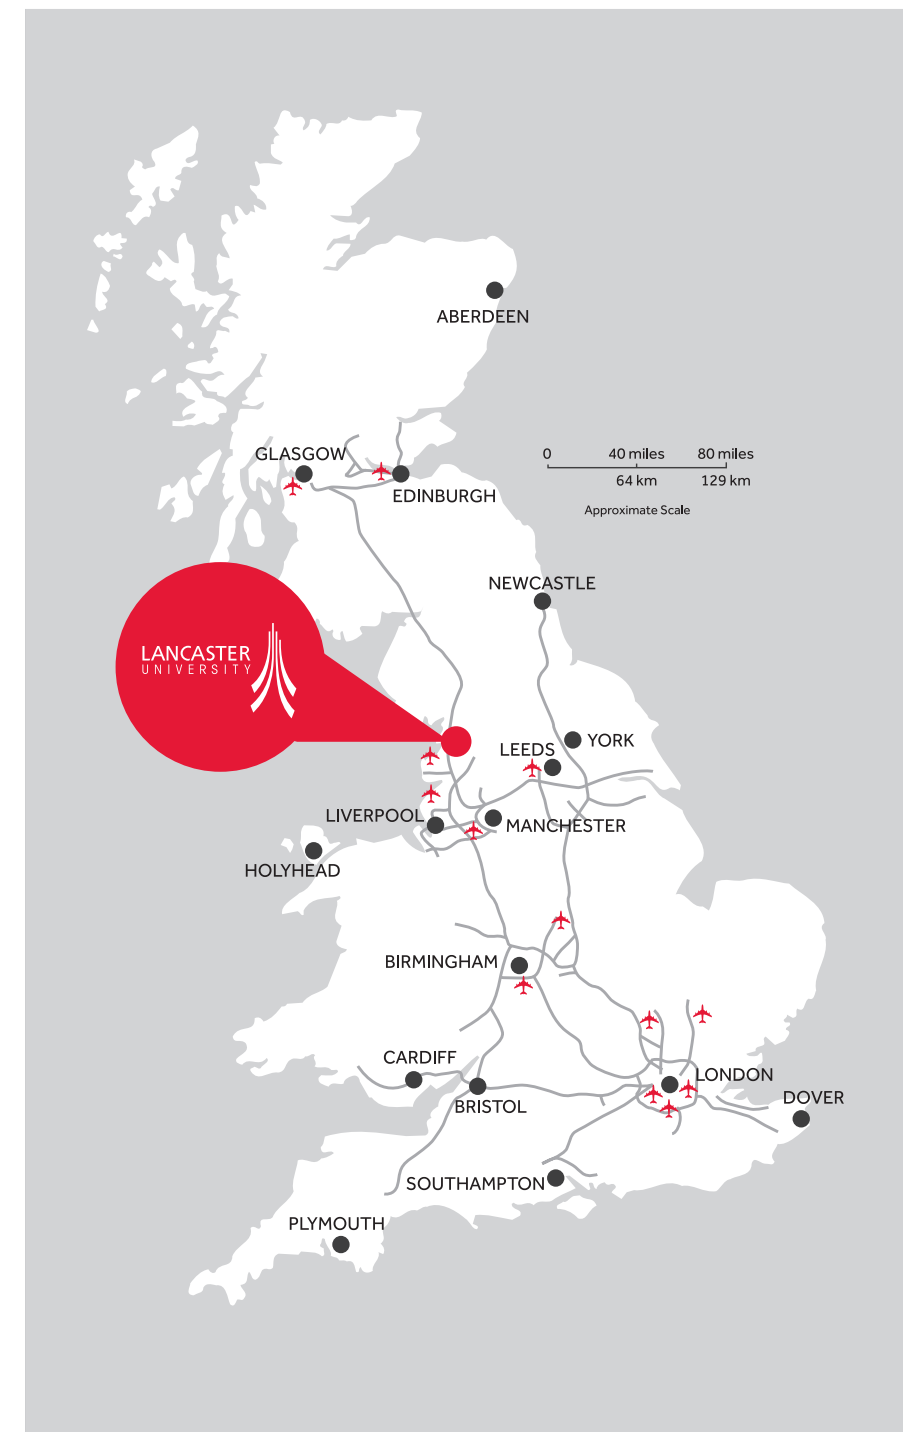 ABERDEEN
GLASGOW
EDINBURGH
0 40 miles 80 miles
64 km 129 km
Approximate Scale
NEWCASTLE
LANCASTER
UNIVERSITY
YORK
LEEDS
LIVERPOOL
MANCHESTER
HOLYHEAD
BIRMINGHAM
CARDIFF
LONDON
BRISTOL
DOVER
SOUTHAMPTON
PLYMOUTH